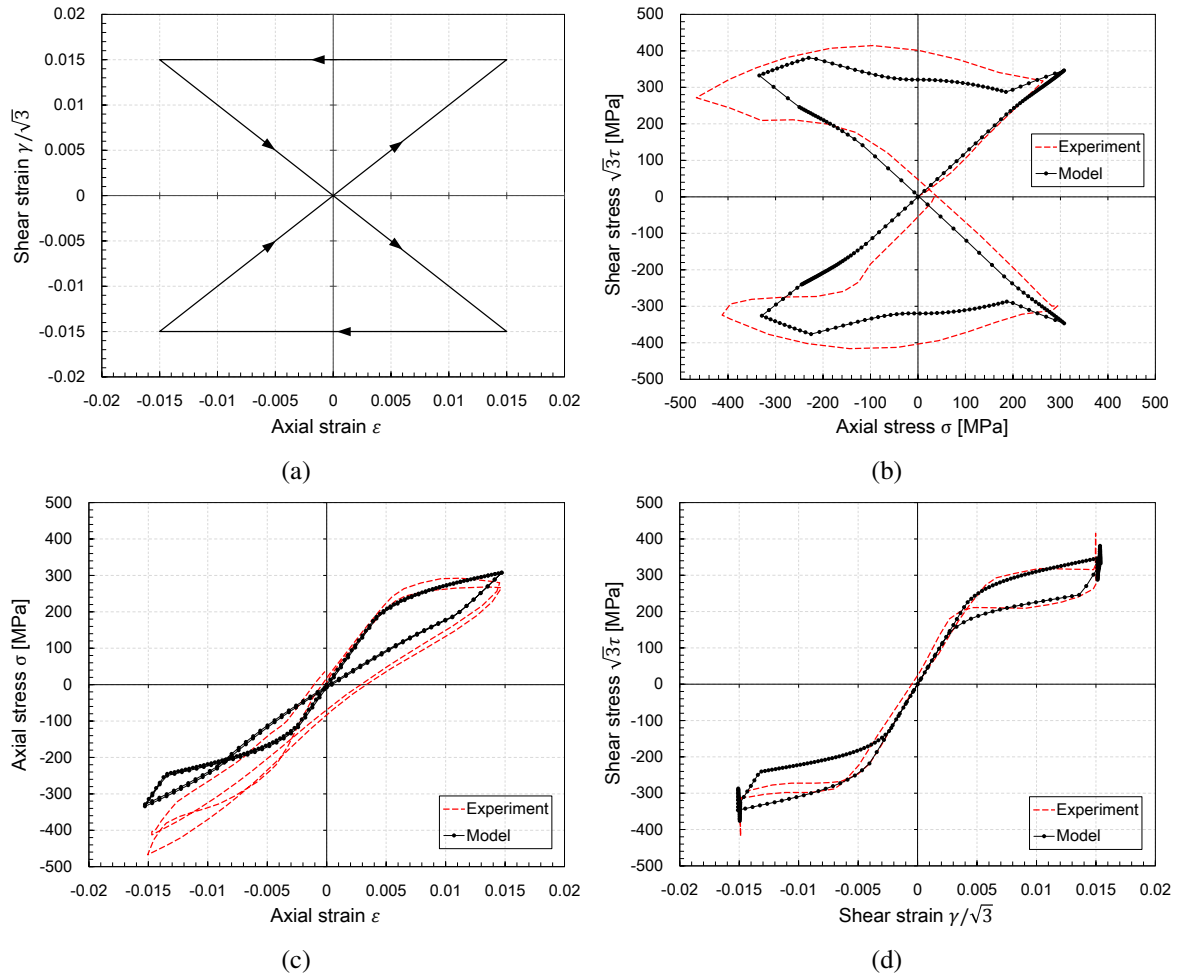 0.02
0.015
0.01
0.005
0
-0.005
-0.01
-0.015
-0.02
Shear strain γ/√3
-0.02 -0.015 -0.01 -0.005 0 0.005 0.01 0.015 0.02
Axial strain ε
(a)
500
400
300
200
100
0
-100
-200
-300
-400
-500
Shear stress √3τ [MPa]
Experiment
Model
-500 -400 -300 -200 -100 0 100 200 300 400 500
Axial stress σ [MPa]
(b)
500
400
300
200
100
0
-100
-200
-300
-400
-500
Axial stress σ [MPa]
Experiment
Model
-0.02 -0.015 -0.01 -0.005 0 0.005 0.01 0.015 0.02
Axial strain ε
(c)
500
400
300
200
100
0
-100
-200
-300
-400
-500
Shear stress √3τ [MPa]
Experiment
Model
-0.02 -0.015 -0.01 -0.005 0 0.005 0.01 0.015 0.02
Shear strain γ/√3
(d)